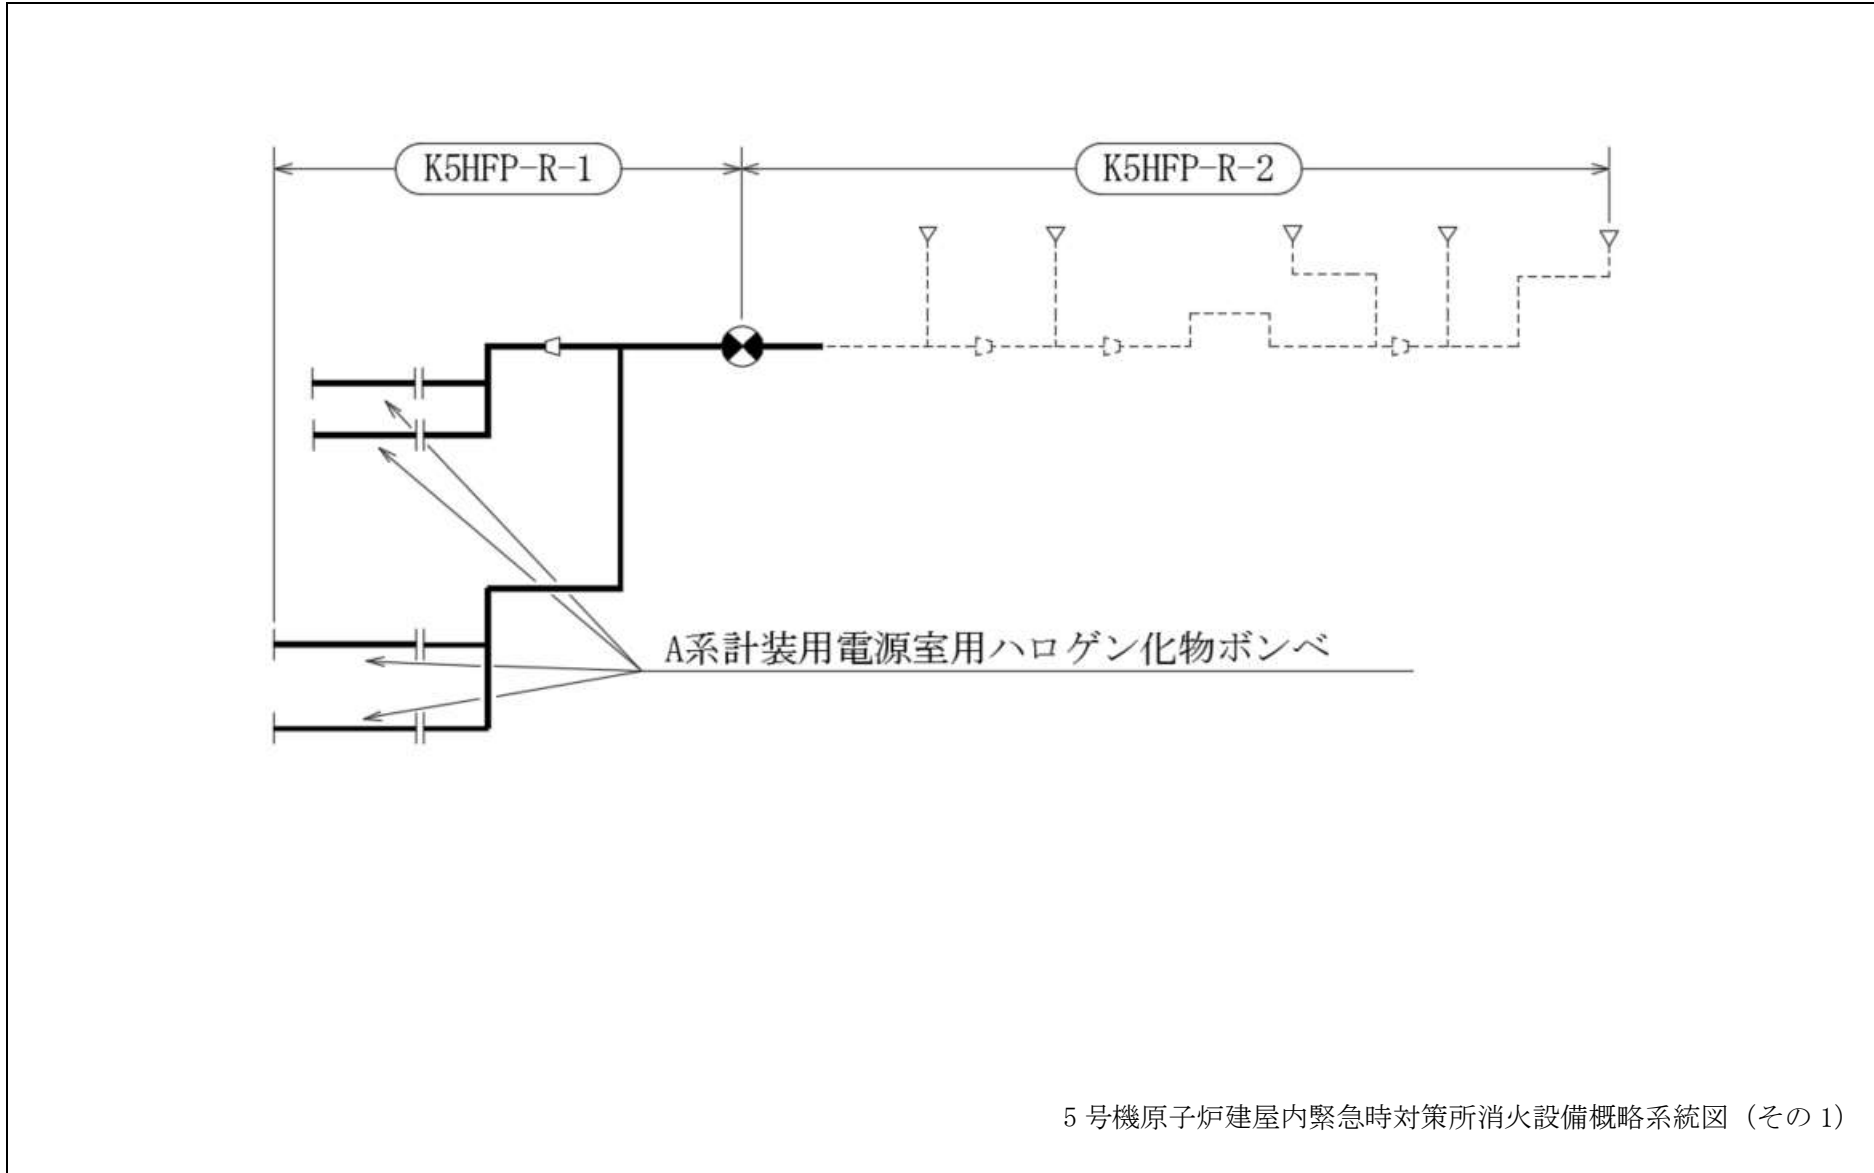 K5HFP-R-1
K5HFP-R-2
A系計装用電源室用ハロゲン化物ボンベ
5号機原子炉建屋内緊急時対策所消火設備概略系統図（その1）